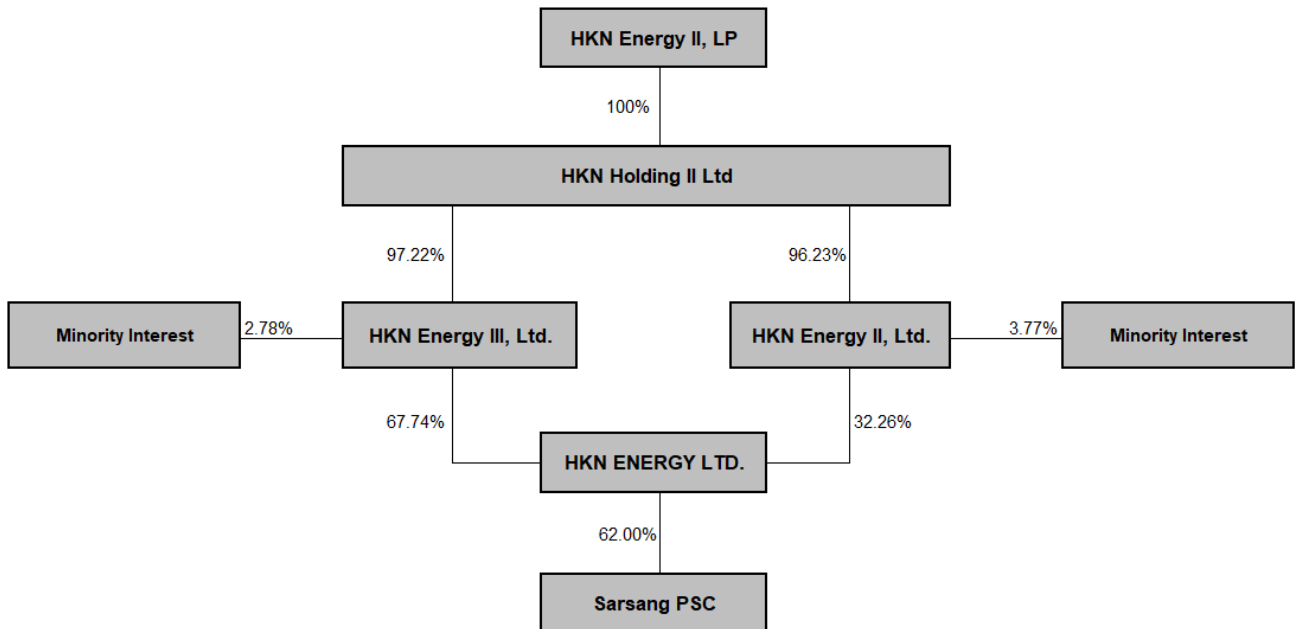 HKN Energy II, LP
100%
HKN Holding II Ltd
97.22%
96.23%
Minority Interest
2.78%
HKN Energy III, Ltd.
HKN Energy II, Ltd.
3.77%
Minority Interest
67.74%
32.26%
HKN ENERGY LTD.
62.00%
Sarsang PSC